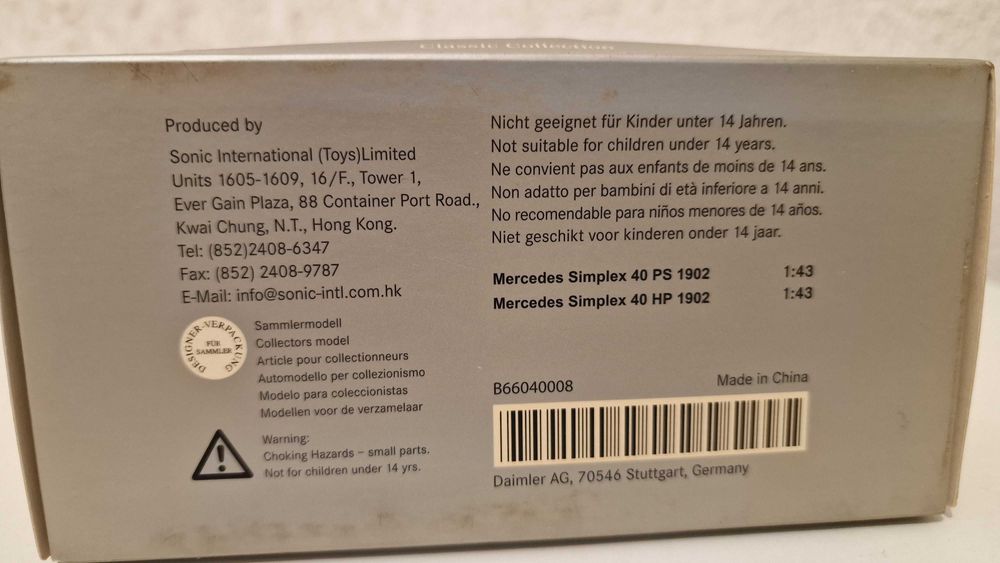 Classic Collection
Produced by
Sonic International (Toys)Limited
Units 1605-1609, 16/F., Tower 1,
Ever Gain Plaza, 88 Container Port Road.,
Kwai Chung, N.T., Hong Kong.
Tel: (852)2408-6347
Fax: (852) 2408-9787
E-Mail: info@sonic-intl.com.hk
DESIGNER-VERPACKUNG
FÜR
SAMMLER
Sammlermodell
Collectors model
Article pour collectionneurs
Automodello per collezionismo
Modelo para coleccionistas
Modellen voor de verzamelaar
Warning:
Choking Hazards – small parts.
Not for children under 14 yrs.
Nicht geeignet für Kinder unter 14 Jahren.
Not suitable for children under 14 years.
Ne convient pas aux enfants de moins de 14 ans.
Non adatto per bambini di età inferiore a 14 anni.
No recomendable para niños menores de 14 años.
Niet geschikt voor kinderen onder 14 jaar.
Mercedes Simplex 40 PS 1902 1:43
Mercedes Simplex 40 HP 1902 1:43
B66040008 Made in China
Daimler AG, 70546 Stuttgart, Germany